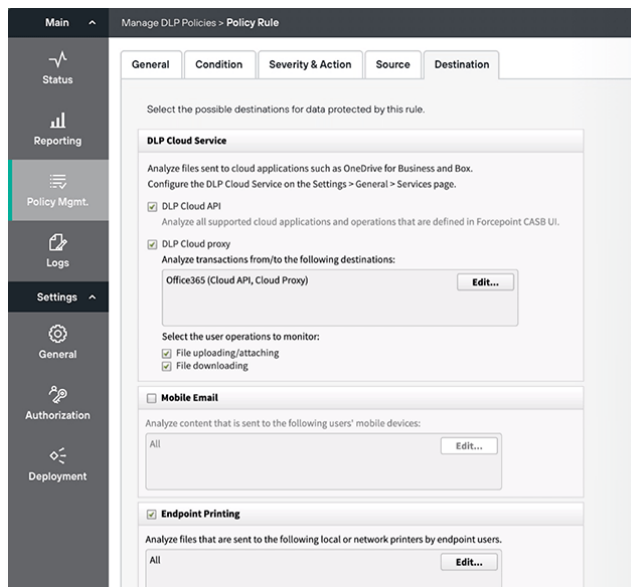 Main
Manage DLP Policies > Policy Rule
Status
Reporting
Policy Mgmt.
Logs
Settings
General
Authorization
Deployment
General
Condition
Severity & Action
Source
Destination
Select the possible destinations for data protected by this rule.
DLP Cloud Service
Analyze files sent to cloud applications such as OneDrive for Business and Box.
Configure the DLP Cloud Service on the Settings > General > Services page.
DLP Cloud API
Analyze all supported cloud applications and operations that are defined in Forcepoint CASB UI.
DLP Cloud proxy
Analyze transactions from/to the following destinations:
Office365 (Cloud API, Cloud Proxy)
Edit...
Select the user operations to monitor:
File uploading/attaching
File downloading
Mobile Email
Analyze content that is sent to the following users' mobile devices:
All
Edit...
Endpoint Printing
Analyze files that are sent to the following local or network printers by endpoint users.
All
Edit...